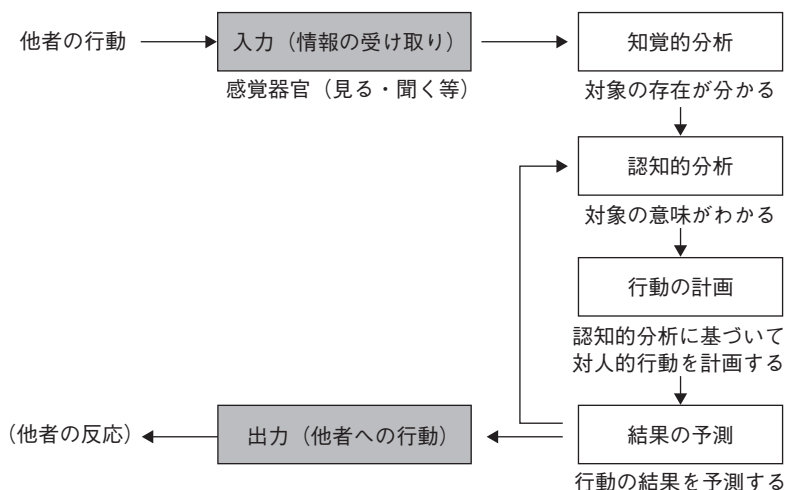 他者の行動
入力（情報の受け取り）
感覚器官（見る・聞く等）
知覚的分析
対象の存在が分かる
認知的分析
対象の意味がわかる
行動の計画
認知的分析に基づいて
対人的行動を計画する
結果の予測
行動の結果を予測する
出力（他者への行動）
（他者の反応）